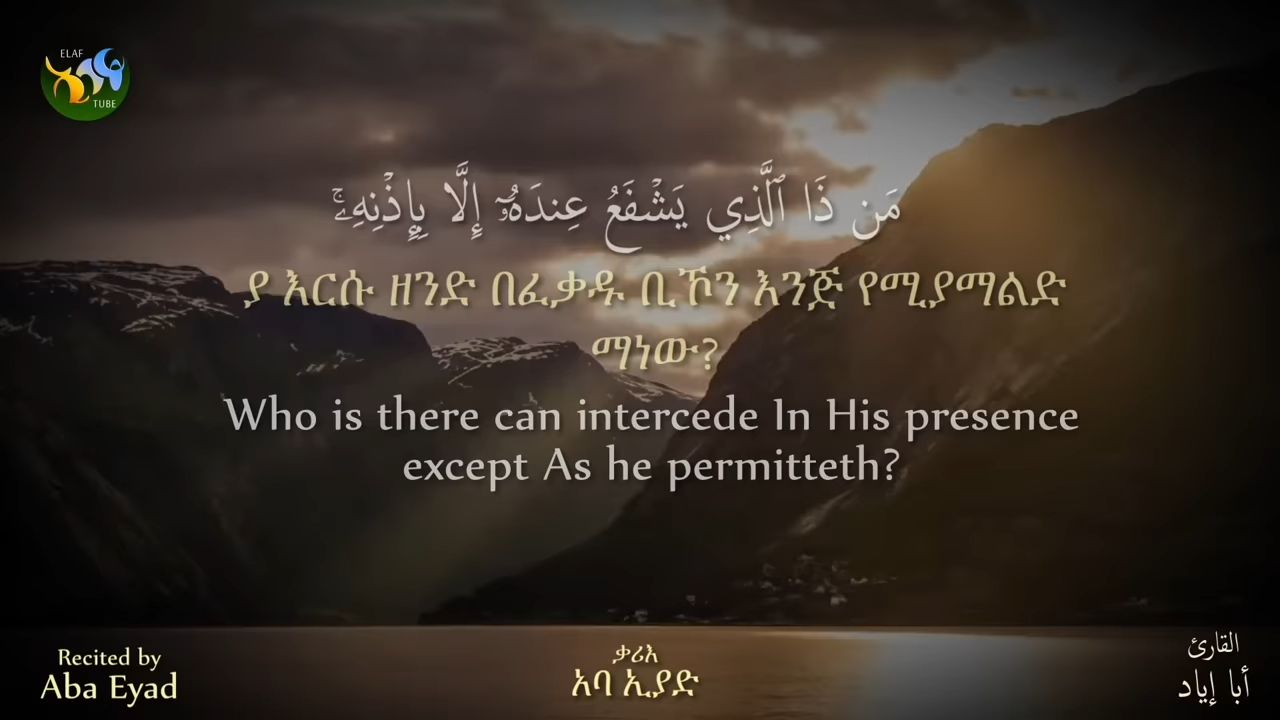 ELAF
TUBE
مَن ذَا ٱلَّذِي يَشْفَعُ عِندَهُۥٓ إِلَّا بِإِذْنِهِۦۚ
ያ እርሱ ዘንድ በፈቃዱ ቢኾን እንጅ የሚያማልድ
ማነው?
Who is there can intercede In His presence
except As he permitteth?
Recited by
Aba Eyad
ቃሪእ
አባ ኢያድ
القارئ
أبا إياد